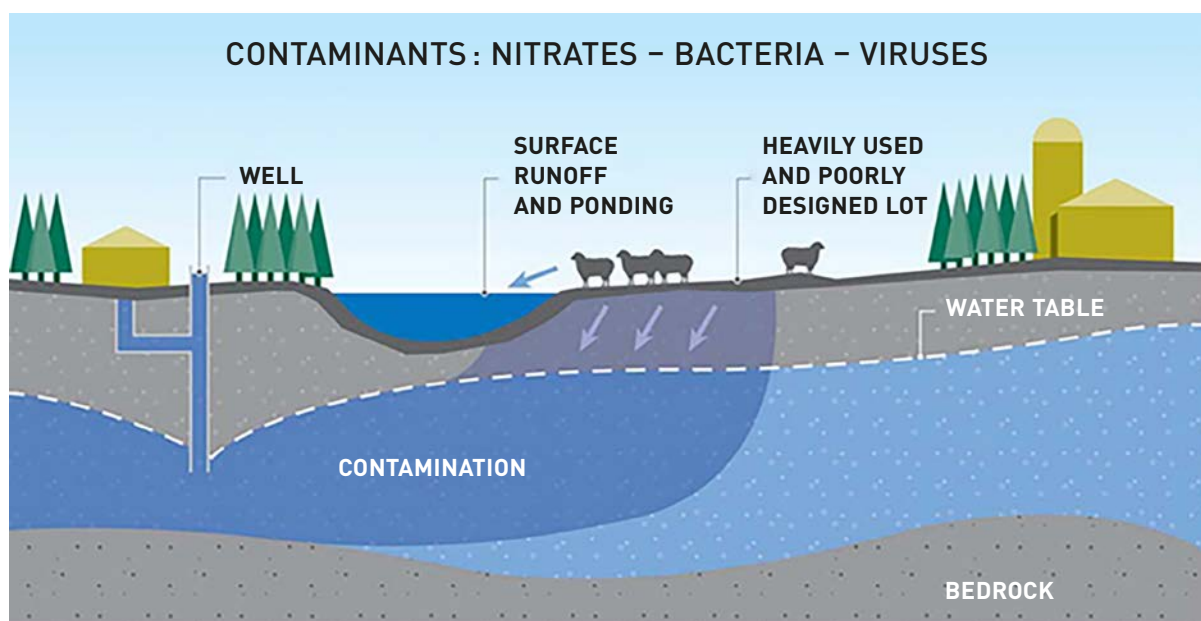 CONTAMINANTS: NITRATES – BACTERIA – VIRUSES
WELL
SURFACE
RUNOFF
AND PONDING
HEAVILY USED
AND POORLY
DESIGNED LOT
WATER TABLE
CONTAMINATION
BEDROCK